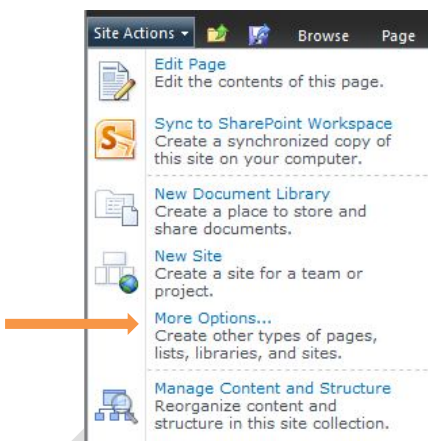 Site Actions Browse Page
Edit Page
Edit the contents of this page.
Sync to SharePoint Workspace
Create a synchronized copy of
this site on your computer.
New Document Library
Create a place to store and
share documents.
New Site
Create a site for a team or
project.
More Options...
Create other types of pages,
lists, libraries, and sites.
Manage Content and Structure
Reorganize content and
structure in this site collection.